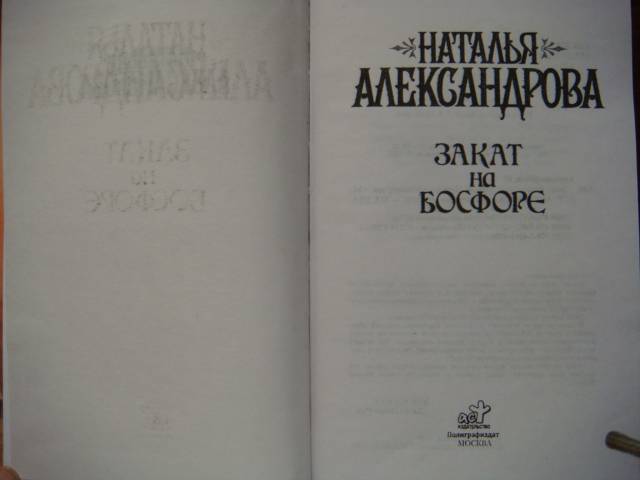 НАТАЛЬЯ
АЛЕКСАНДРОВА
ЗАКАТ
на
БОСФОРЕ
аст
издательство
Полиграфиздат
МОСКВА